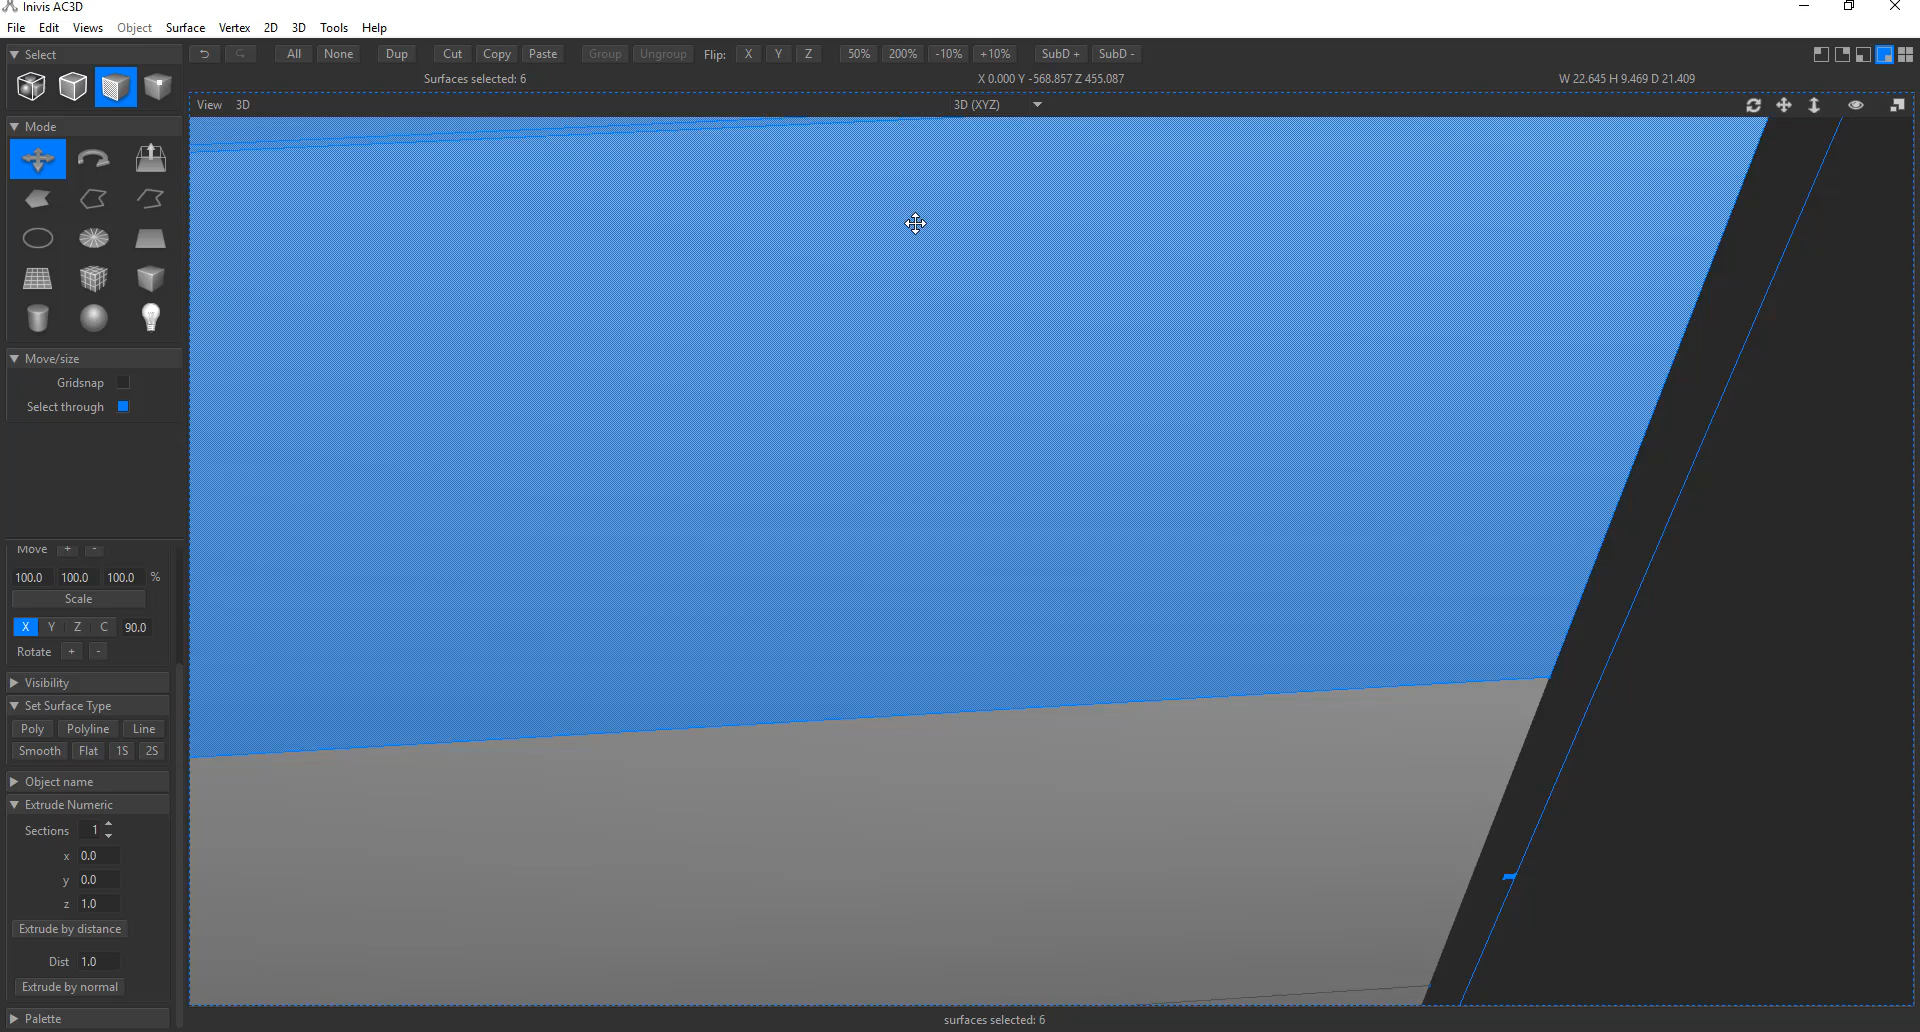 Inivis AC3D
File Edit Views Object Surface Vertex 2D 3D Tools Help
Select
All None Dup Cut Copy Paste Group Ungroup Flip: X Y Z 50% 200% -10% +10% SubD + SubD -
Surfaces selected: 6 X 0.000 Y -568.857 Z 455.087 W 22.645 H 9.469 D 21.409
View 3D 3D (XYZ)
Mode
Move/size
Gridsnap
Select through
Move + -
100.0 100.0 100.0 %
Scale
X Y Z C 90.0
Rotate + -
Visibility
Set Surface Type
Poly Polyline Line
Smooth Flat 1S 2S
Object name
Extrude Numeric
Sections 1
x 0.0
y 0.0
z 1.0
Extrude by distance
Dist 1.0
Extrude by normal
Palette
surfaces selected: 6